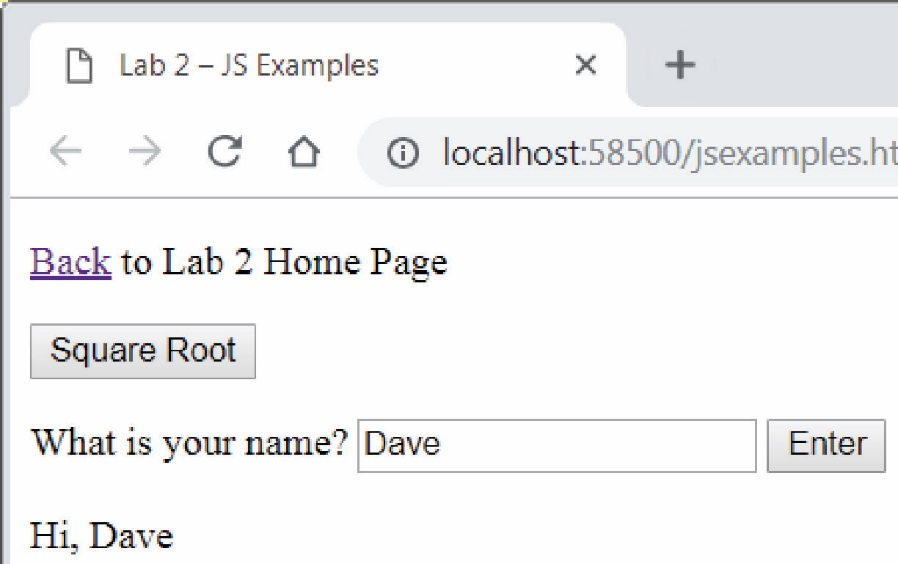 Lab 2 – JS Examples
localhost:58500/jsexamples.ht
Back to Lab 2 Home Page
Square Root
What is your name? Dave Enter
Hi, Dave